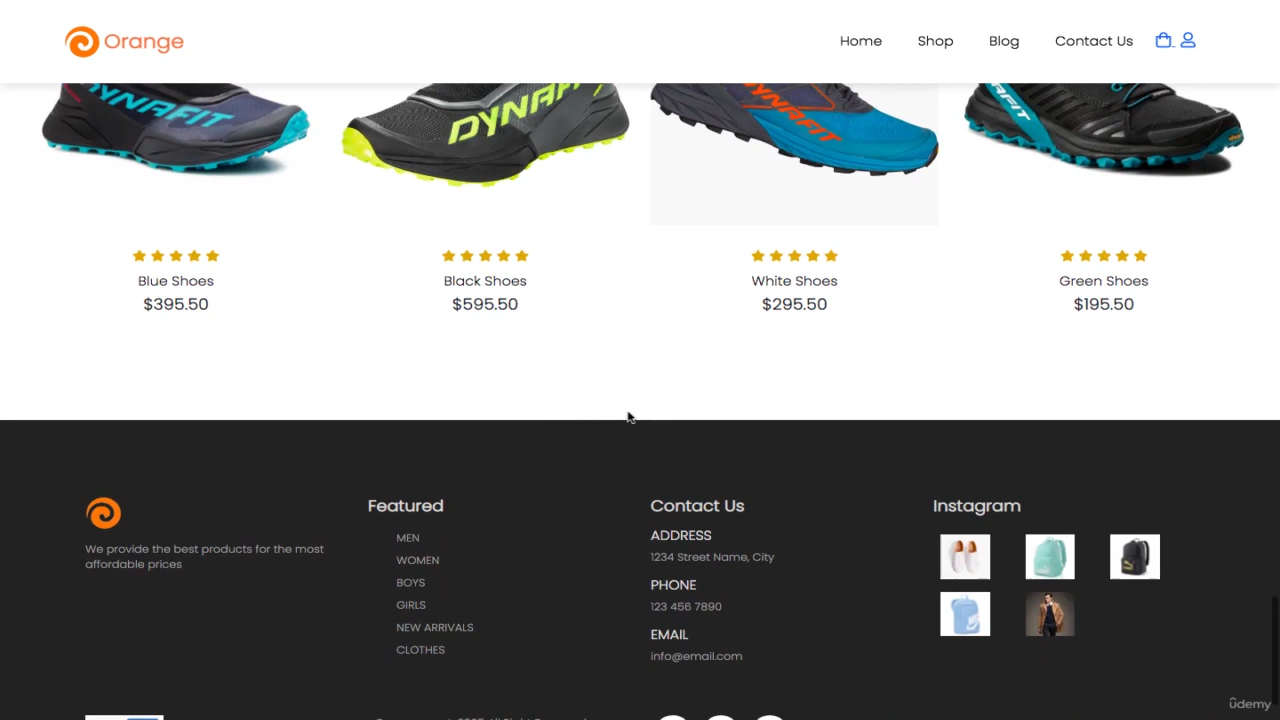 Orange
Home Shop Blog Contact Us
DYNAFIT DYNAFIT DYNAFIT
Blue Shoes Black Shoes White Shoes Green Shoes
$395.50 $595.50 $295.50 $195.50
Featured Contact Us Instagram
We provide the best products for the most
affordable prices
MEN
WOMEN
BOYS
GIRLS
NEW ARRIVALS
CLOTHES
ADDRESS
1234 Street Name, City
PHONE
123 456 7890
EMAIL
info@email.com
ûdemy